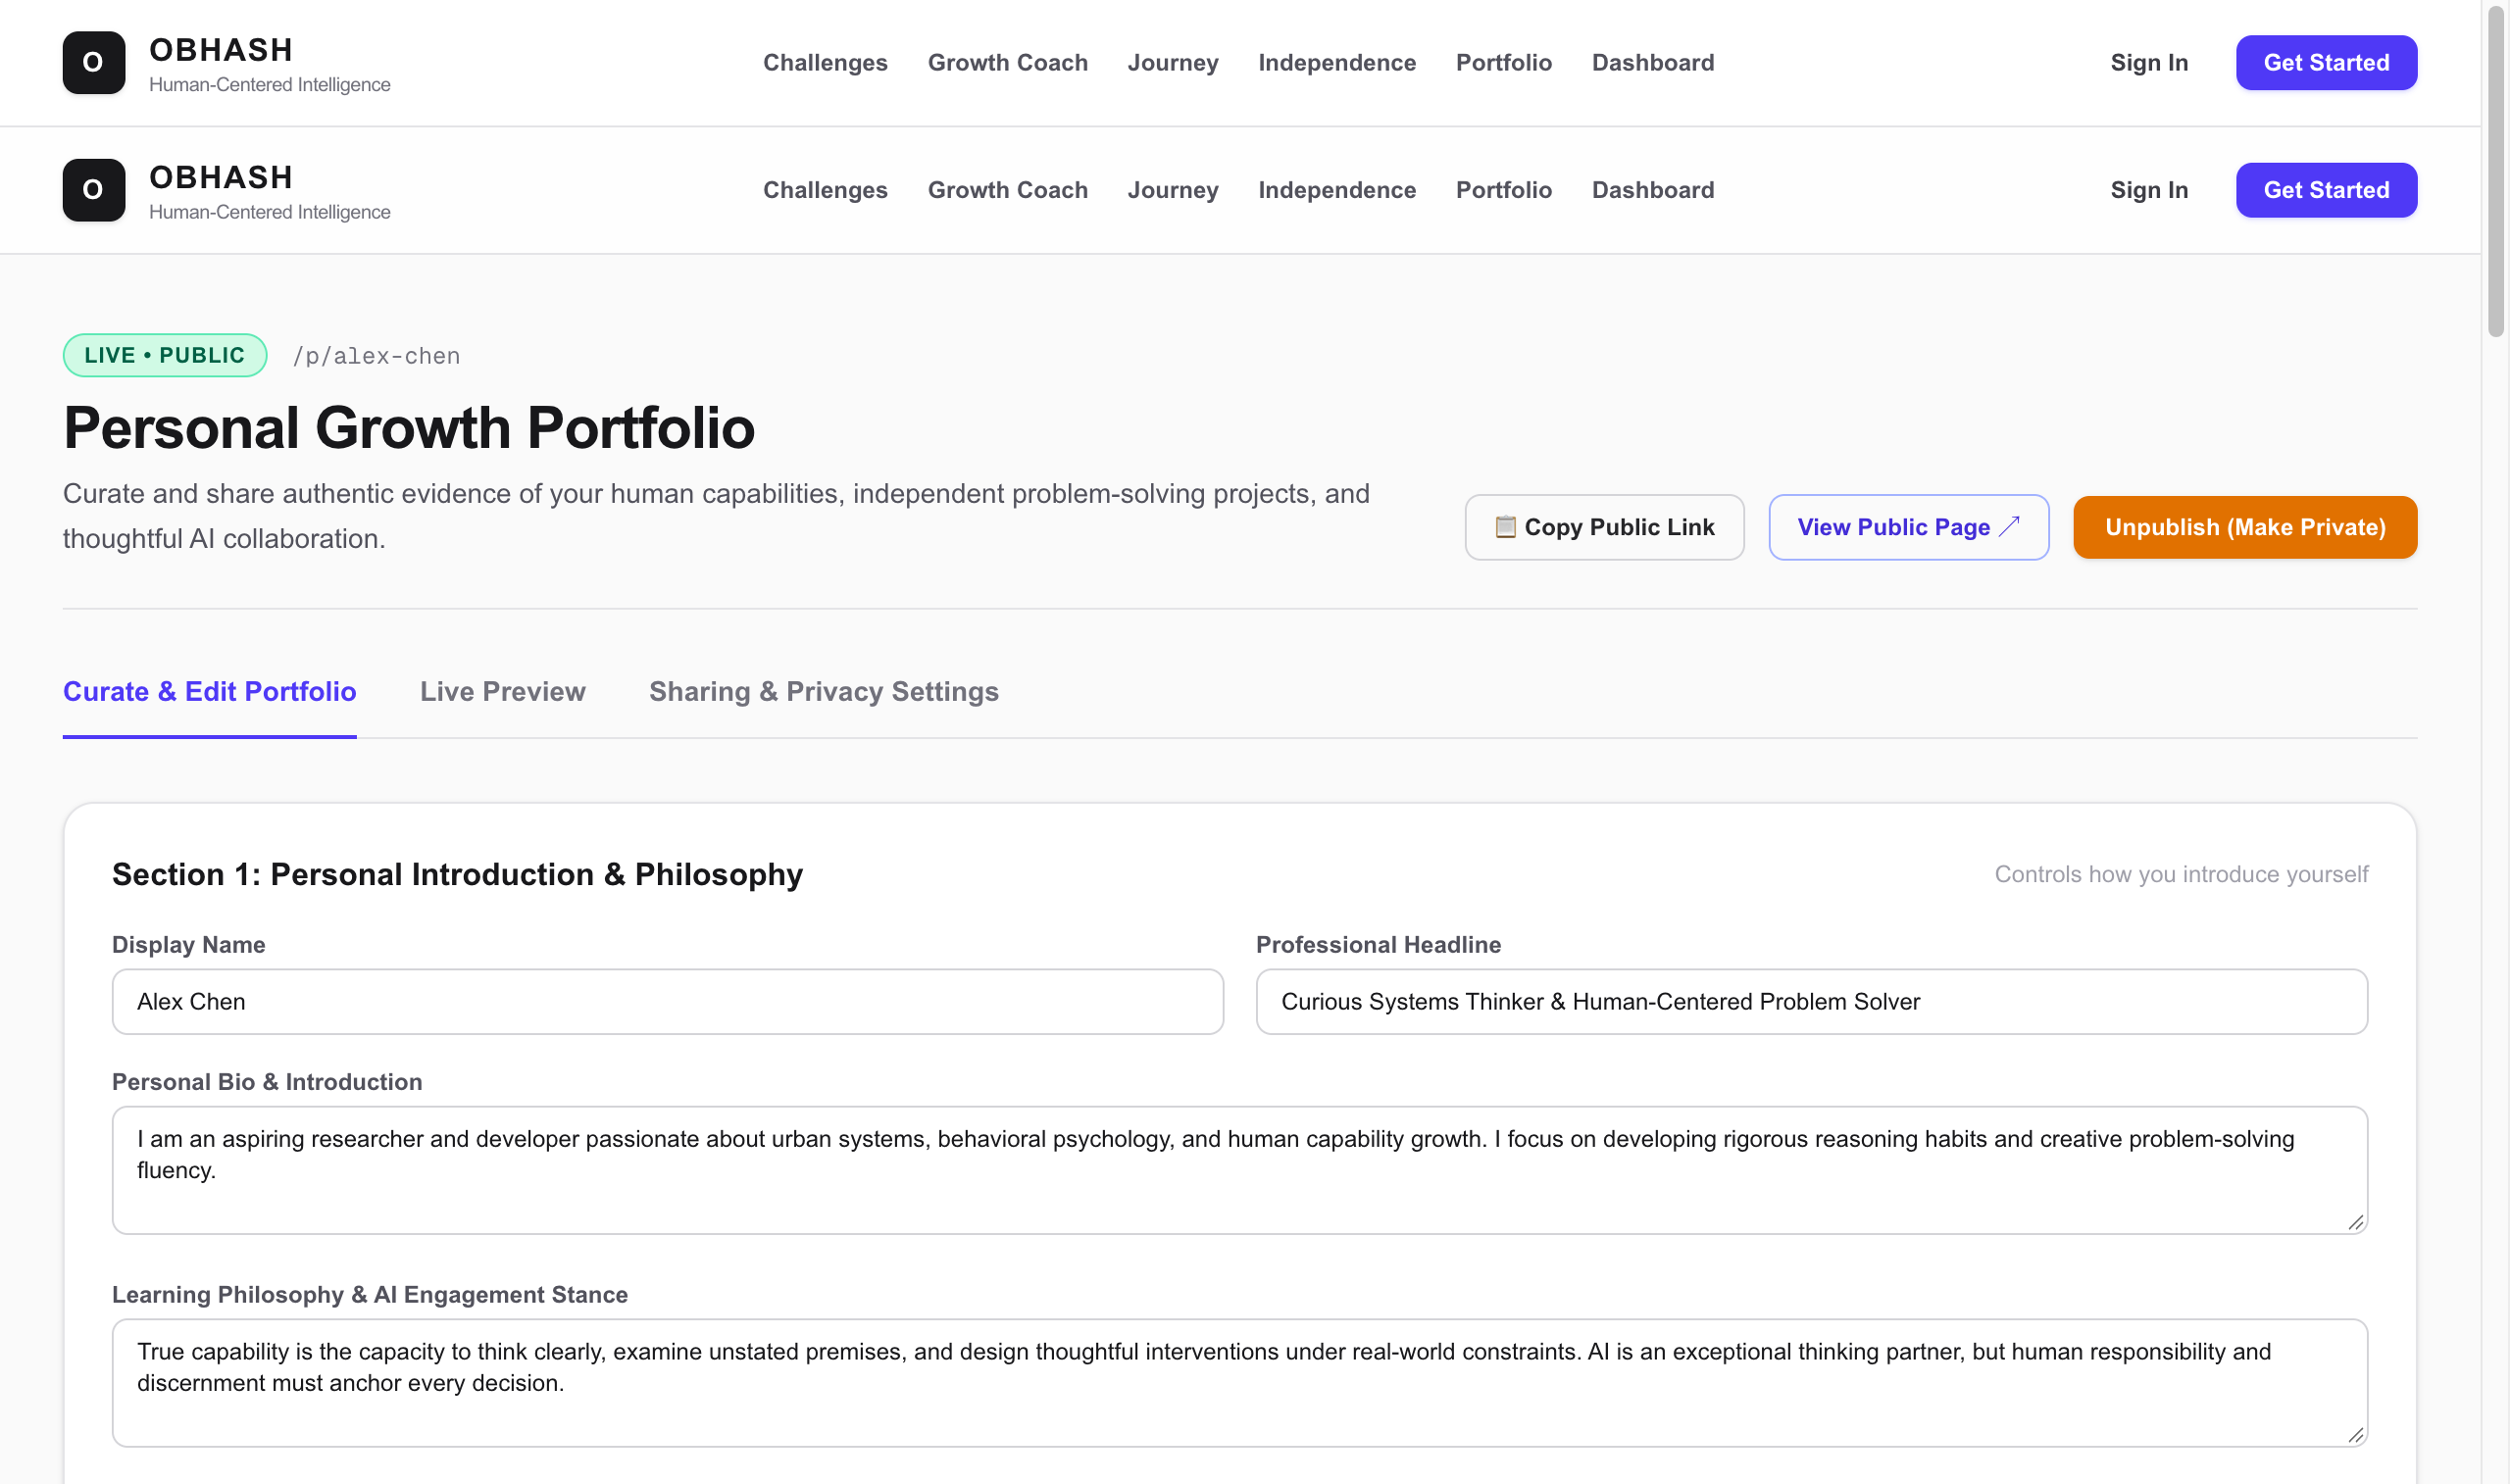 O
OBHASH
Human-Centered Intelligence
Challenges Growth Coach Journey Independence Portfolio Dashboard
Sign In
Get Started
O
OBHASH
Human-Centered Intelligence
Challenges Growth Coach Journey Independence Portfolio Dashboard
Sign In
Get Started
LIVE • PUBLIC
/p/alex-chen
Personal Growth Portfolio
Curate and share authentic evidence of your human capabilities, independent problem-solving projects, and
thoughtful AI collaboration.
Copy Public Link
View Public Page ↗
Unpublish (Make Private)
Curate & Edit Portfolio
Live Preview
Sharing & Privacy Settings
Section 1: Personal Introduction & Philosophy
Controls how you introduce yourself
Display Name
Alex Chen
Professional Headline
Curious Systems Thinker & Human-Centered Problem Solver
Personal Bio & Introduction
I am an aspiring researcher and developer passionate about urban systems, behavioral psychology, and human capability growth. I focus on developing rigorous reasoning habits and creative problem-solving
fluency.
Learning Philosophy & AI Engagement Stance
True capability is the capacity to think clearly, examine unstated premises, and design thoughtful interventions under real-world constraints. AI is an exceptional thinking partner, but human responsibility and
discernment must anchor every decision.